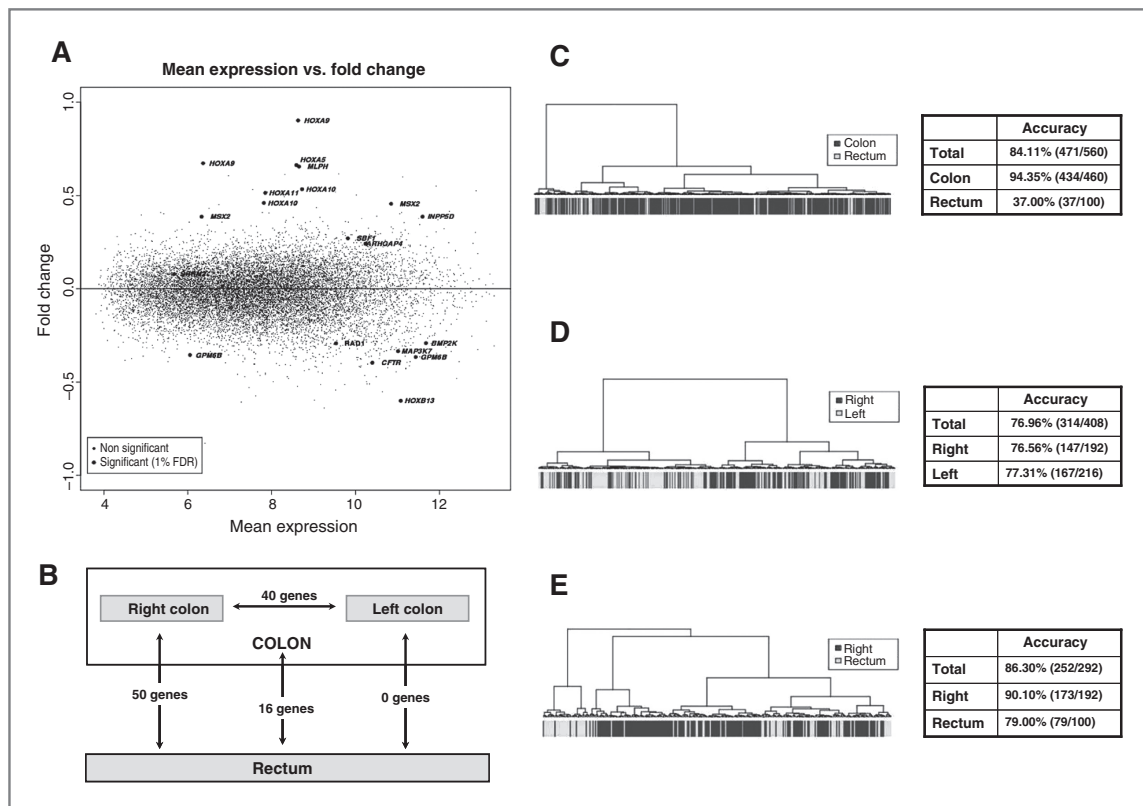 A
Mean expression vs. fold change
1.0
0.5
0.0
−0.5
−1.0
Fold change
HOXA9
HOXA9
HOXA5
MLPH
HOXA11
HOXA10
HOXA10
MSX2
MSX2
INPP5D
SBF1
ARHGAP4
RAD1
BMP2K
MAP3K7
GPM6B
GPM6B
CFTR
HOXB13
Non significant
Significant (1% FDR)
4 6 8 10 12
Mean expression
B
Right colon
40 genes
Left colon
COLON
50 genes
16 genes
0 genes
Rectum
C
Colon
Rectum
Accuracy
Total 84.11% (471/560)
Colon 94.35% (434/460)
Rectum 37.00% (37/100)
D
Right
Left
Accuracy
Total 76.96% (314/408)
Right 76.56% (147/192)
Left 77.31% (167/216)
E
Right
Rectum
Accuracy
Total 86.30% (252/292)
Right 90.10% (173/192)
Rectum 79.00% (79/100)